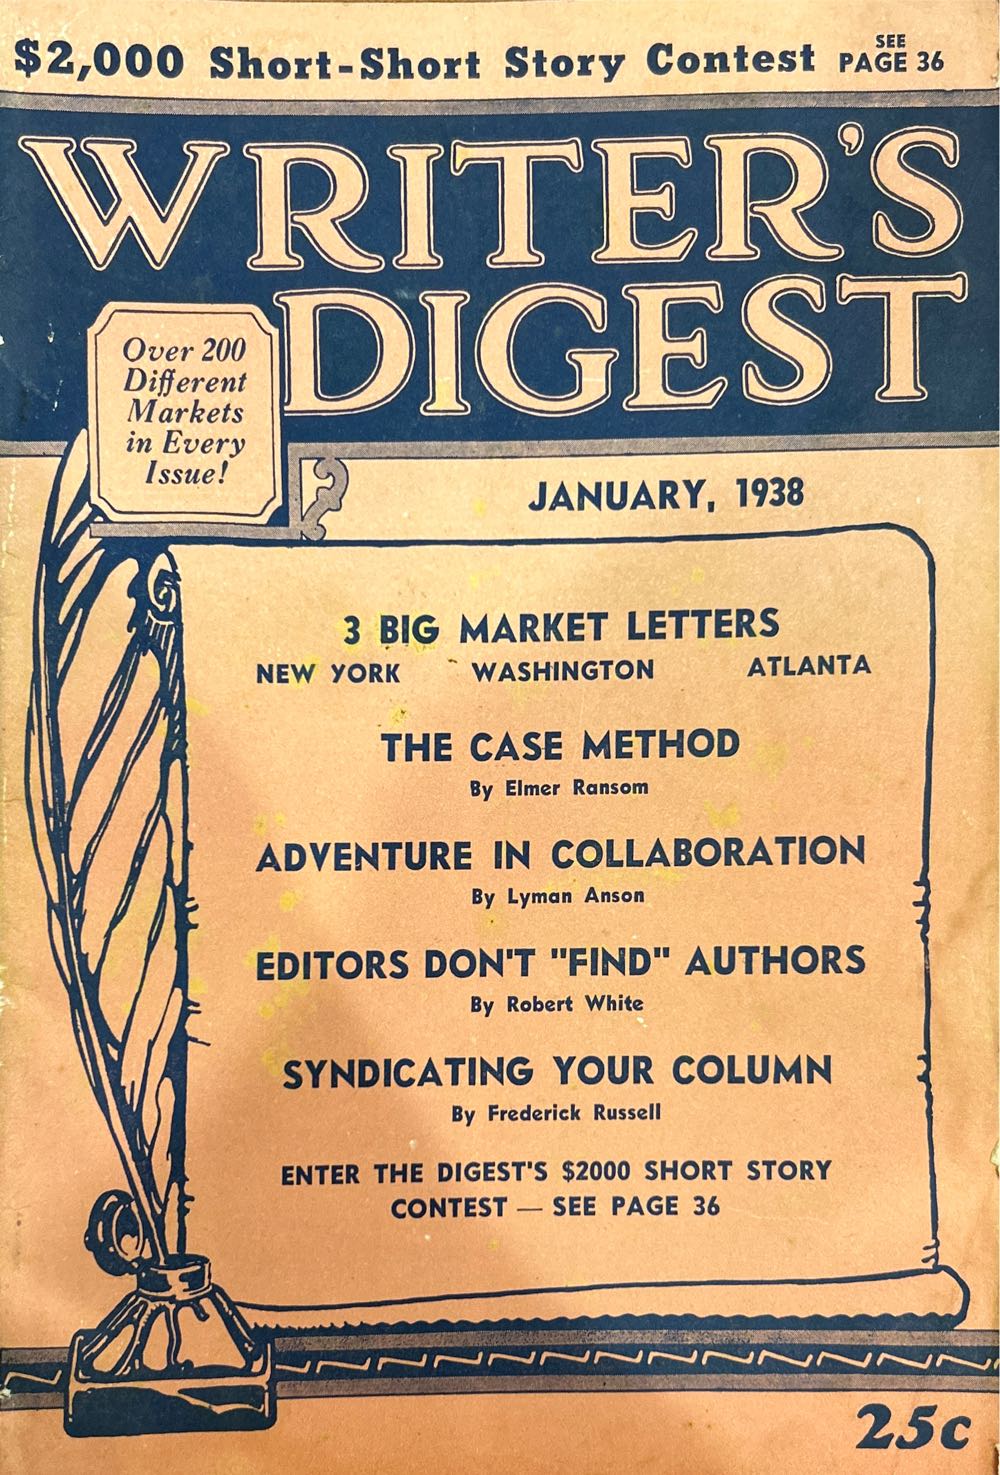 $2,000 Short-Short Story Contest SEE PAGE 36
WRITER'S
DIGEST
Over 200
Different
Markets
in Every
Issue!
JANUARY, 1938
3 BIG MARKET LETTERS
NEW YORK WASHINGTON ATLANTA
THE CASE METHOD
By Elmer Ransom
ADVENTURE IN COLLABORATION
By Lyman Anson
EDITORS DON'T "FIND" AUTHORS
By Robert White
SYNDICATING YOUR COLUMN
By Frederick Russell
ENTER THE DIGEST'S $2000 SHORT STORY
CONTEST — SEE PAGE 36
25c